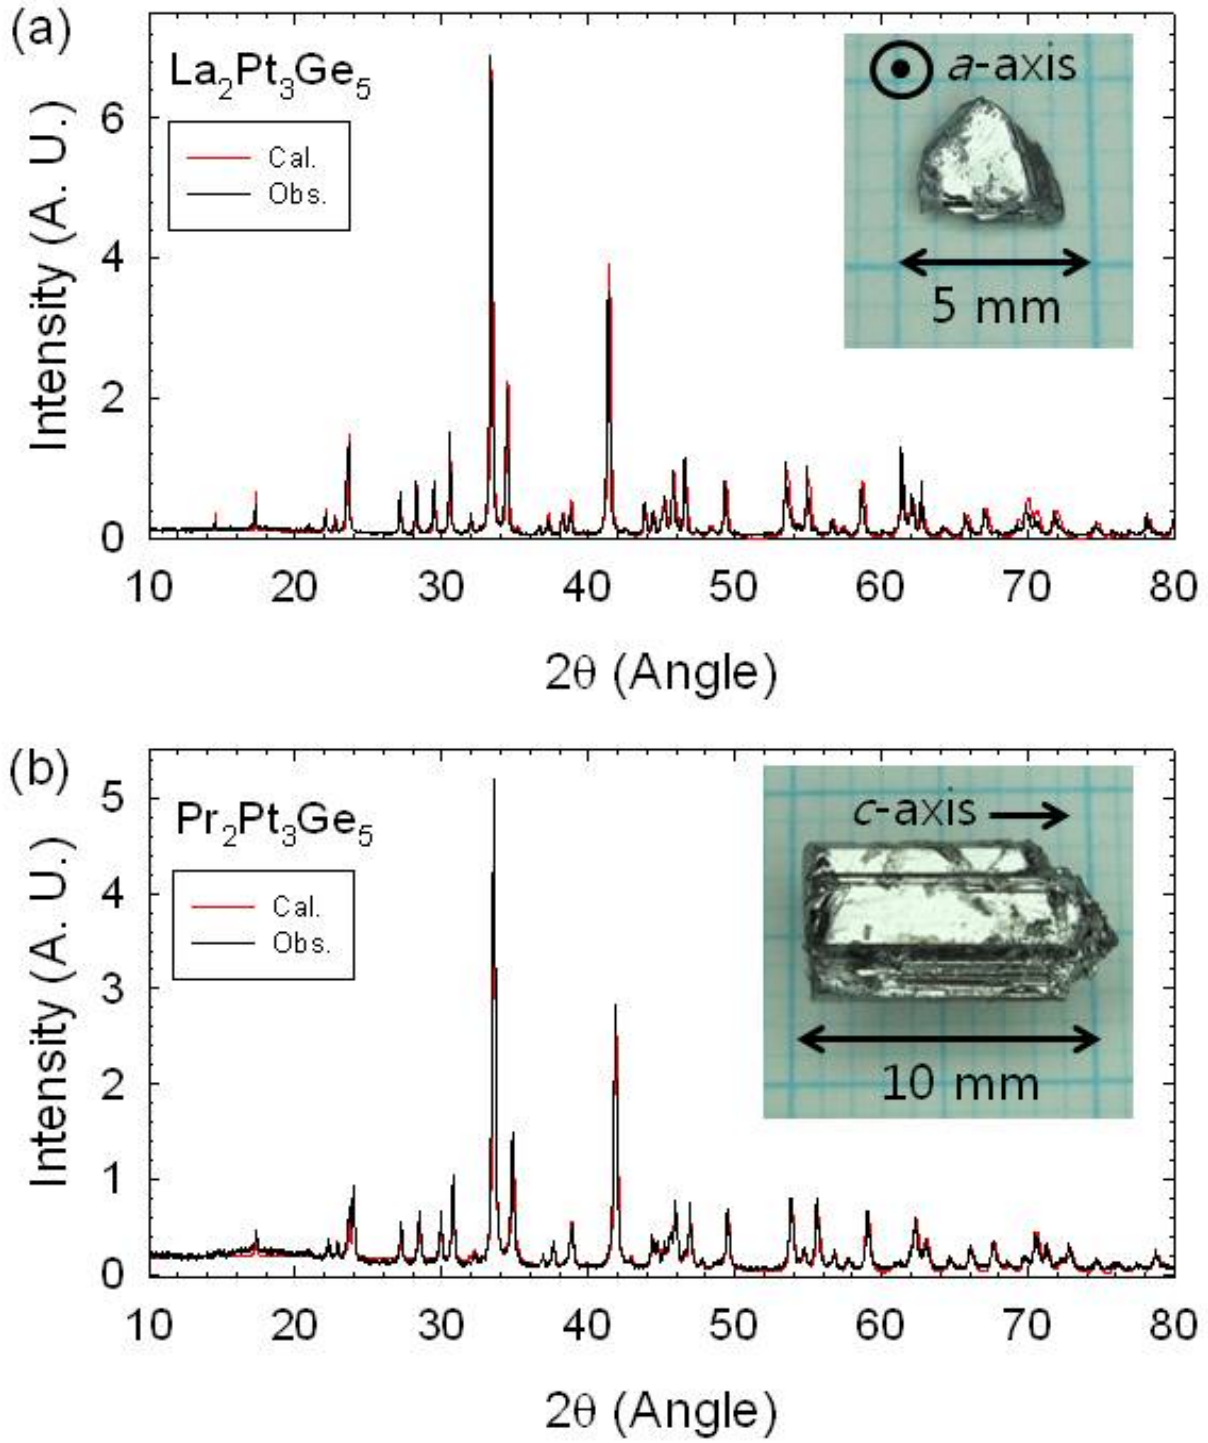 (a)
La2Pt3Ge5
Cal.
Obs.
a-axis
5 mm
Intensity (A. U.)
6
4
2
0
10 20 30 40 50 60 70 80
2θ (Angle)
(b)
Pr2Pt3Ge5
Cal.
Obs.
c-axis
10 mm
Intensity (A. U.)
5
4
3
2
1
0
10 20 30 40 50 60 70 80
2θ (Angle)